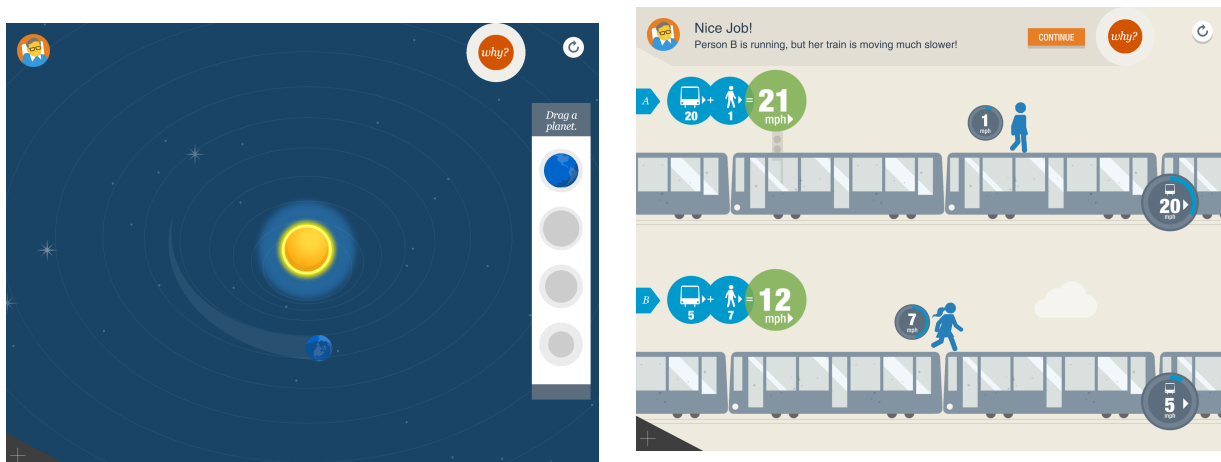 why?
Drag a
planet.
Nice Job!
Person B is running, but her train is moving much slower!
CONTINUE
why?
A
20
+
1
=
21
mph
1
mph
20
mph
B
5
+
7
=
12
mph
7
mph
5
mph